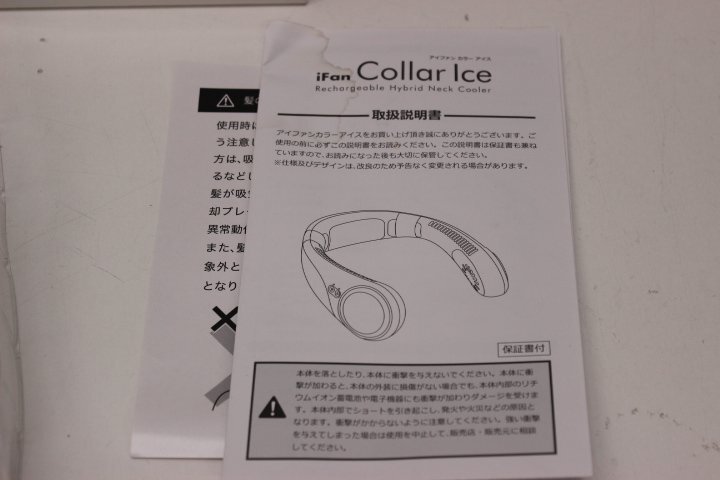 アイファン カラー アイス
iFan Collar Ice
Rechargeable Hybrid Neck Cooler
取扱説明書
アイファンカラーアイスをお買い上げ頂き誠にありがとうございます。ご
使用の前に必ずこの説明書をお読みください。この説明書は保証書も兼ね
ていますので、お読みになった後も大切に保管してください。
※仕様及びデザインは、改良のため予告なく変更される場合があります。
保証書付
本体を落としたり、本体に衝撃を与えないでください。本体に衝
撃が加わると、本体の外装に損傷がない場合でも、本体内部のリチ
ウムイオン蓄電池や電子機器にも衝撃が加わりダメージを受けま
す。本体内部でショートを引き起こし、発火や火災などの原因と
なります。衝撃がかからないように注意してください。強い衝撃
を与えてしまった場合は使用を中止して、販売店・販売元に相談
してください。
髪の
使用時に
う注意し
方は、吸
るなどし
髪が吸
却プレー
異常動作
また、髪
象外と
となり